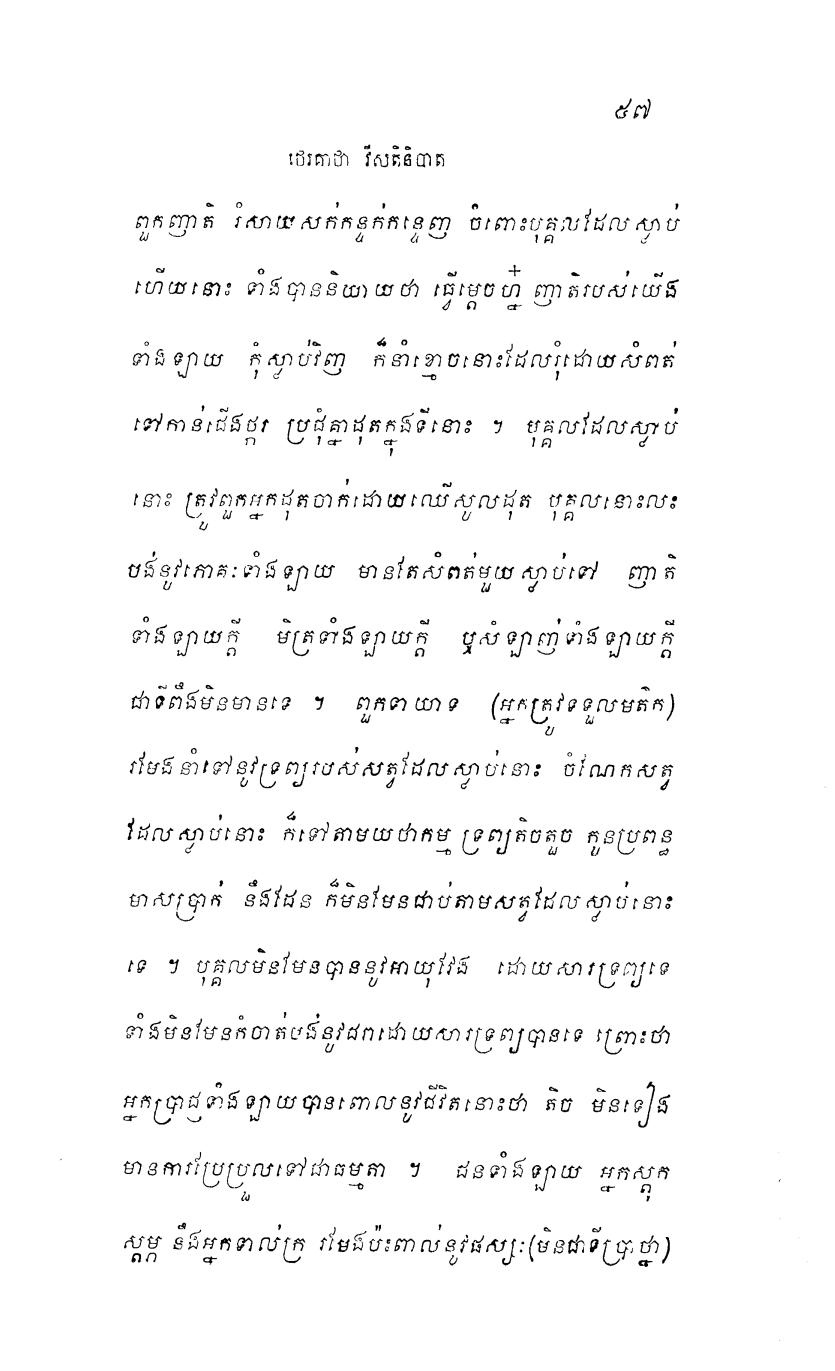 ៥៧
ថេរគាថា វីសតិនិបាត
ពួកញាតិ រំសាយសក់កន្ទក់កន្ទេញ ចំពោះបុគ្គលដែលស្លាប់
ហើយនោះ ទាំងបាននិយាយថា ធ្វើម្តេចហ្ន៎ ញាតិរបស់យើង
ទាំងឡាយ កុំស្លាប់វិញ ក៏នាំខ្មោចនោះដែលរុំដោយសំពត់
ទៅកាន់ជើងថ្ករ ប្រជុំគ្នាដុតក្នុងទីនោះ ។ បុគ្គលដែលស្លាប់
នោះ ត្រូវពួកអ្នកដុតចាក់ដោយឈើស្លូលដុត បុគ្គលនោះលះ
បង់នូវភោគៈទាំងឡាយ មានតែសំពត់មួយ ស្លាប់ទៅ ញាតិ
ទាំងឡាយក្តី មិត្រទាំងឡាយក្តី ឬសំឡាញ់ទាំងឡាយក្តី
ជាទីពឹងមិនមានទេ ។ ពួកទាយាទ (អ្នកត្រូវទទួលមតិក)
រមែងនាំទៅនូវទ្រព្យរបស់សត្វដែលស្លាប់នោះ ចំណែកសត្វ
ដែលស្លាប់នោះ ក៏ទៅតាមយថាកម្ម ទ្រព្យតិចតួច កូនប្រពន្ធ
មាសប្រាក់ នឹងដែន ក៏មិនមែនជាប់តាមសត្វដែលស្លាប់នោះ
ទេ ។ បុគ្គលមិនមែនបាននូវអាយុវែង ដោយសារទ្រព្យទេ
ទាំងមិនមែនកំចាត់បង់នូវជរាដោយសារទ្រព្យបានទេ ព្រោះថា
អ្នកប្រាជ្ញទាំងឡាយបានពោលនូវជីវិតនោះថា តិច មិនទៀង
មានការប្រែប្រួលទៅជាធម្មតា ។ ជនទាំងឡាយ អ្នកស្តុក
ស្តម្ភ នឹងអ្នកទាល់ក្រ រមែងប៉ះពាល់នូវផស្សៈ (មិនជាទីប្រាថ្នា)